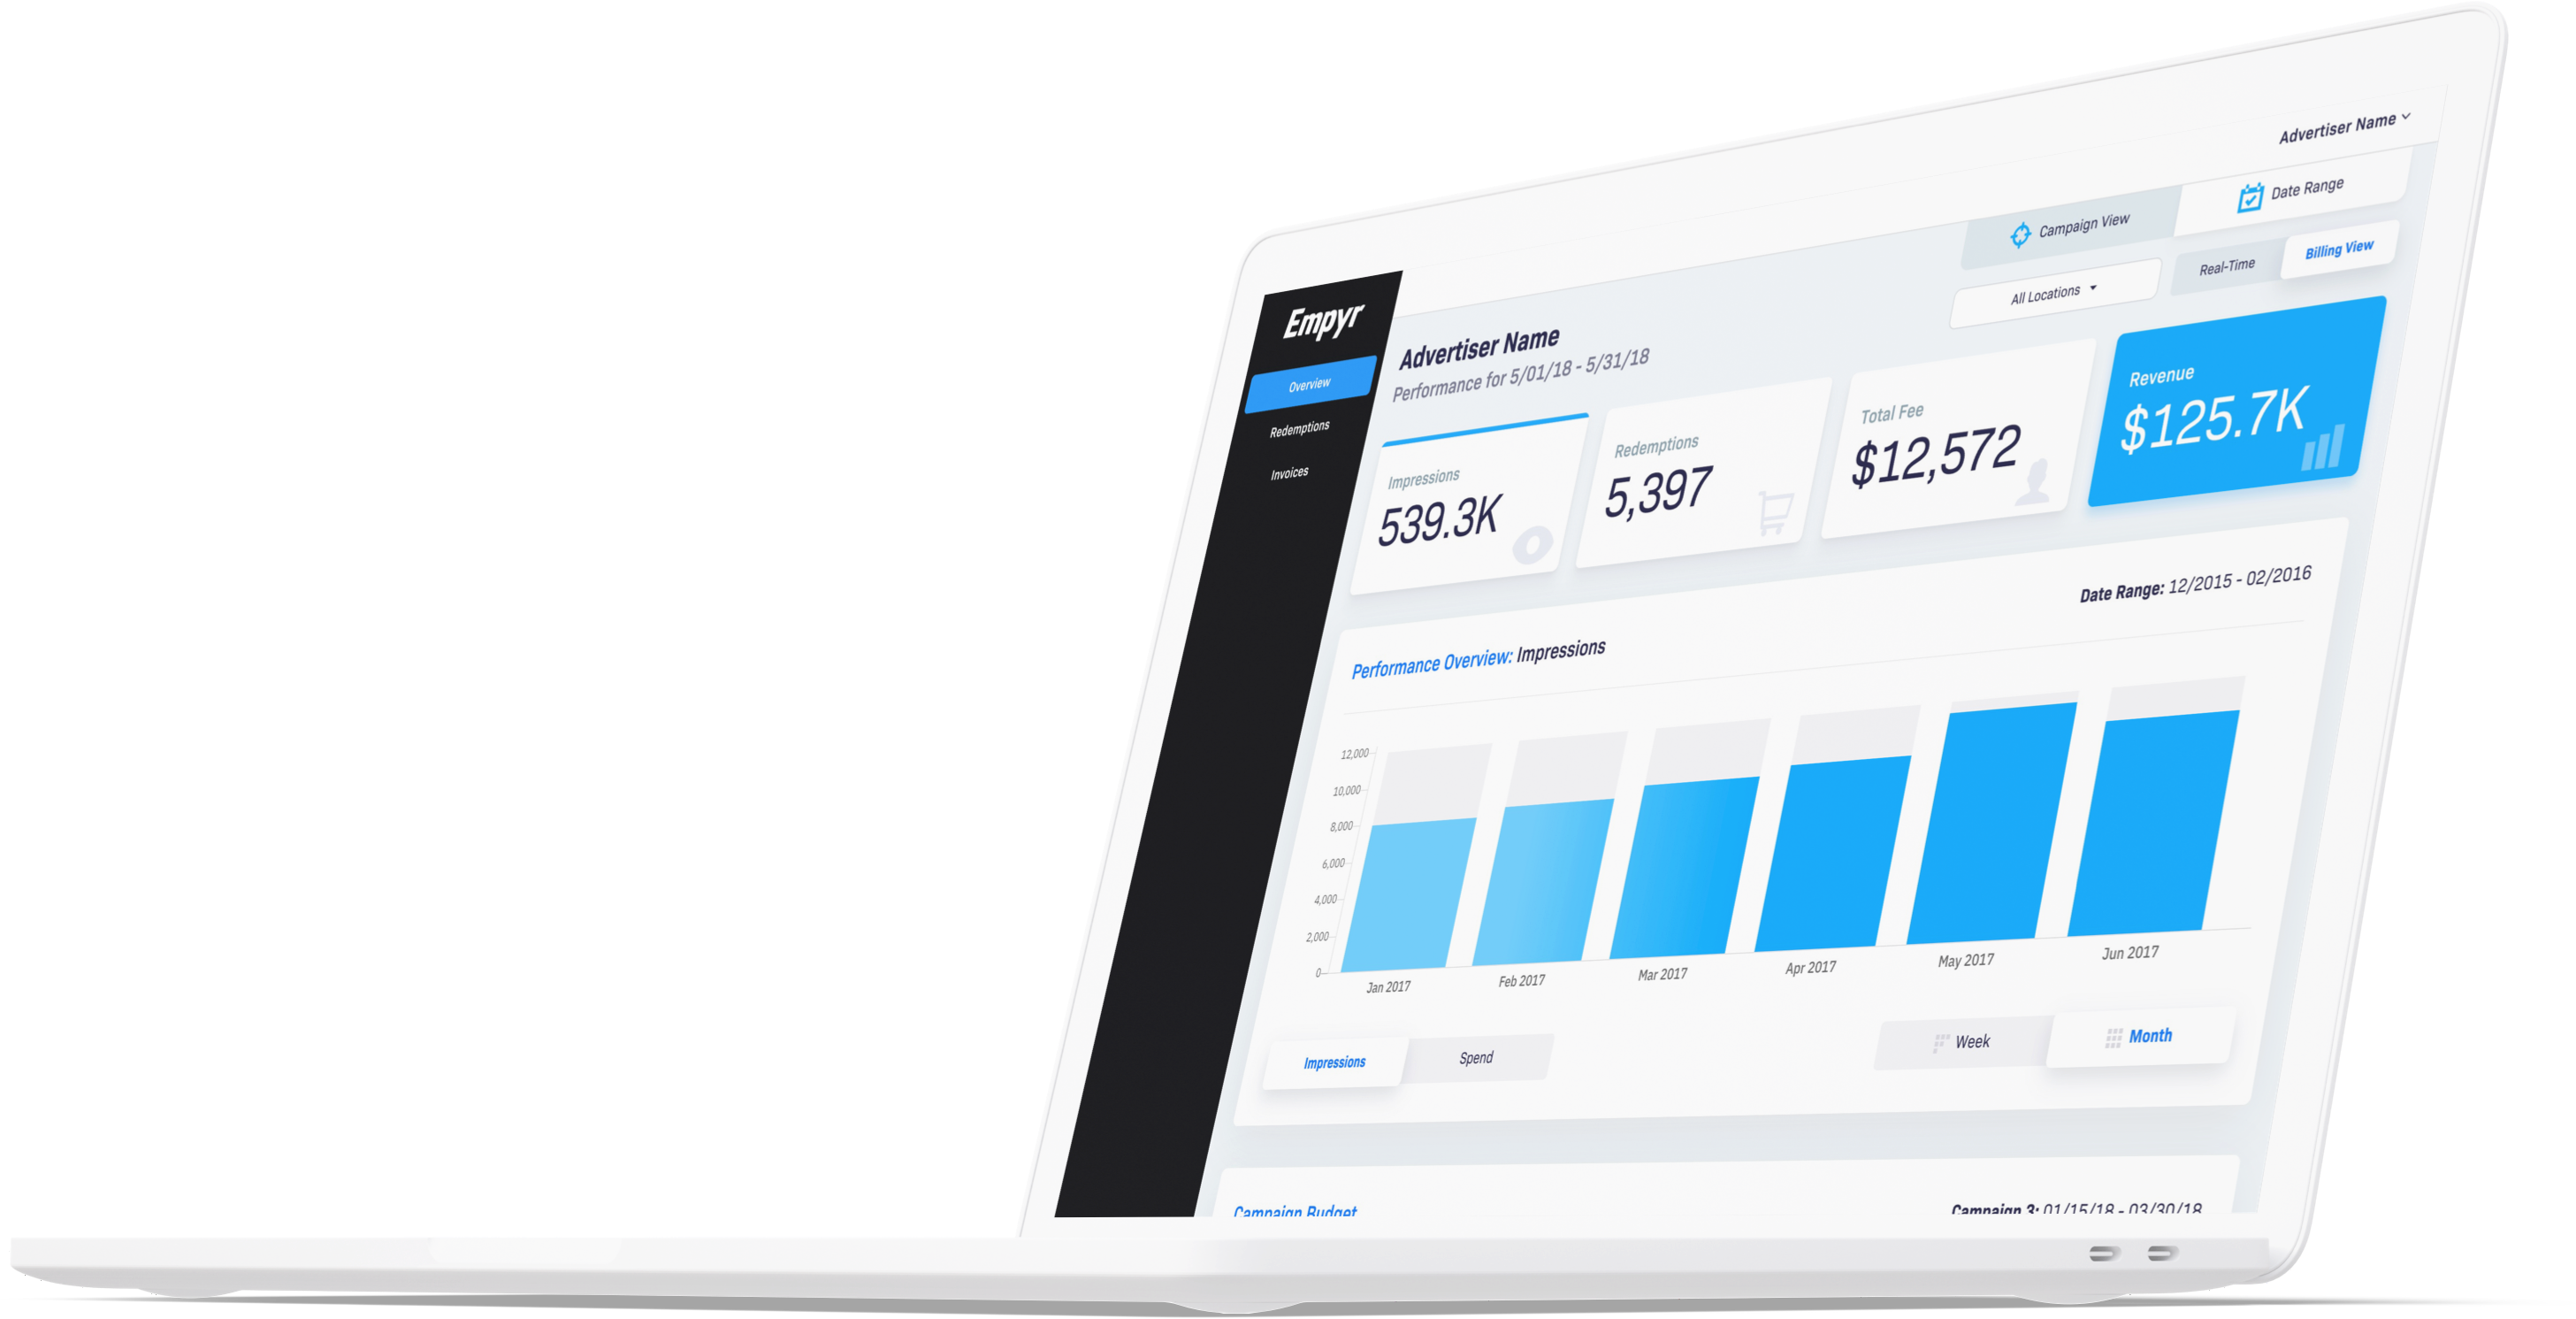 Advertiser Name
Empyr
Overview
Redemptions
Invoices
Campaign View
Date Range
All Locations
Real-Time
Billing View
Advertiser Name
Performance for 5/01/18 - 5/31/18
Impressions
539.3K
Redemptions
5,397
Total Fee
$12,572
Revenue
$125.7K
Performance Overview: Impressions
Date Range: 12/2015 - 02/2016
12,000
10,000
8,000
6,000
4,000
2,000
0
Jan 2017
Feb 2017
Mar 2017
Apr 2017
May 2017
Jun 2017
Impressions
Spend
Week
Month
Campaign Budget
Campaign 3: 01/15/18 - 03/30/18